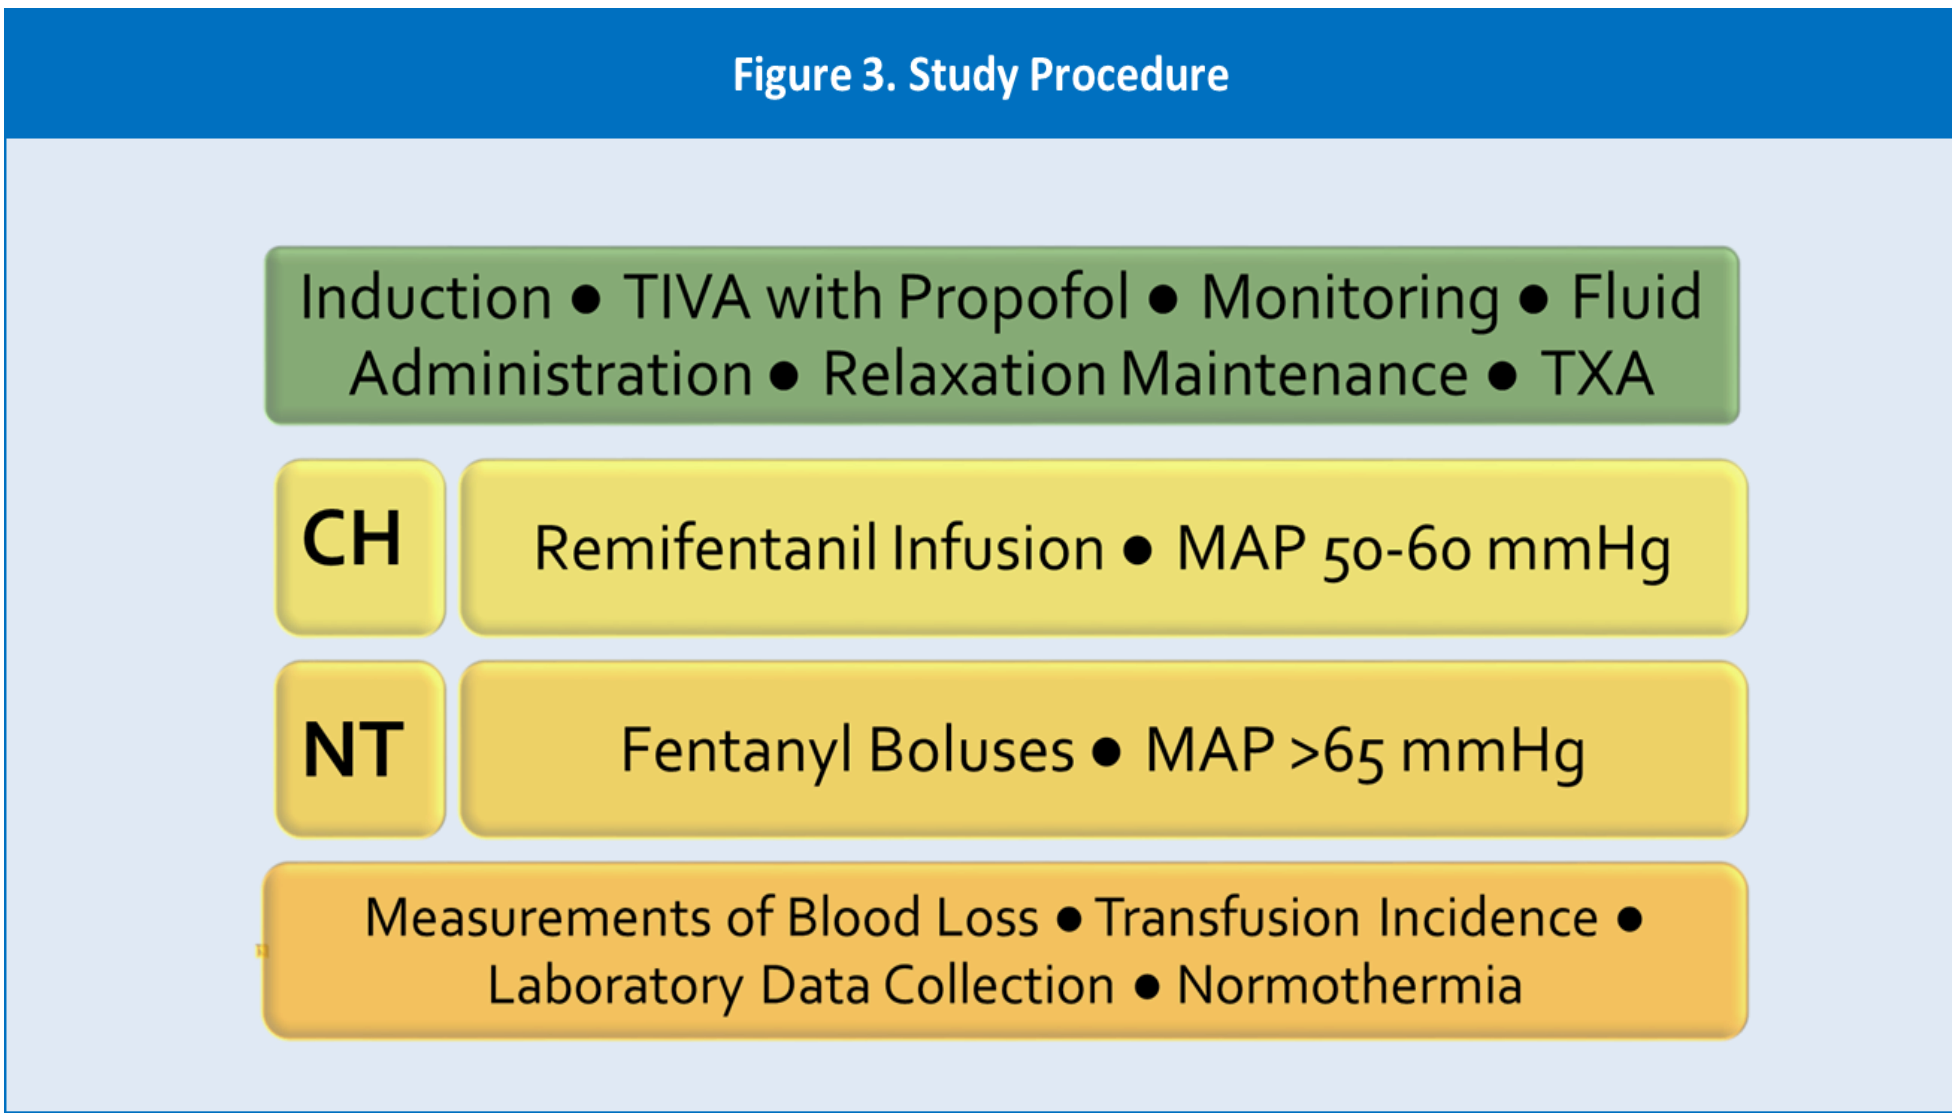 Figure 3. Study Procedure
Induction ● TIVA with Propofol ● Monitoring ● Fluid
Administration ● Relaxation Maintenance ● TXA
CH
Remifentanil Infusion ● MAP 50-60 mmHg
NT
Fentanyl Boluses ● MAP >65 mmHg
Measurements of Blood Loss ● Transfusion Incidence ●
Laboratory Data Collection ● Normothermia